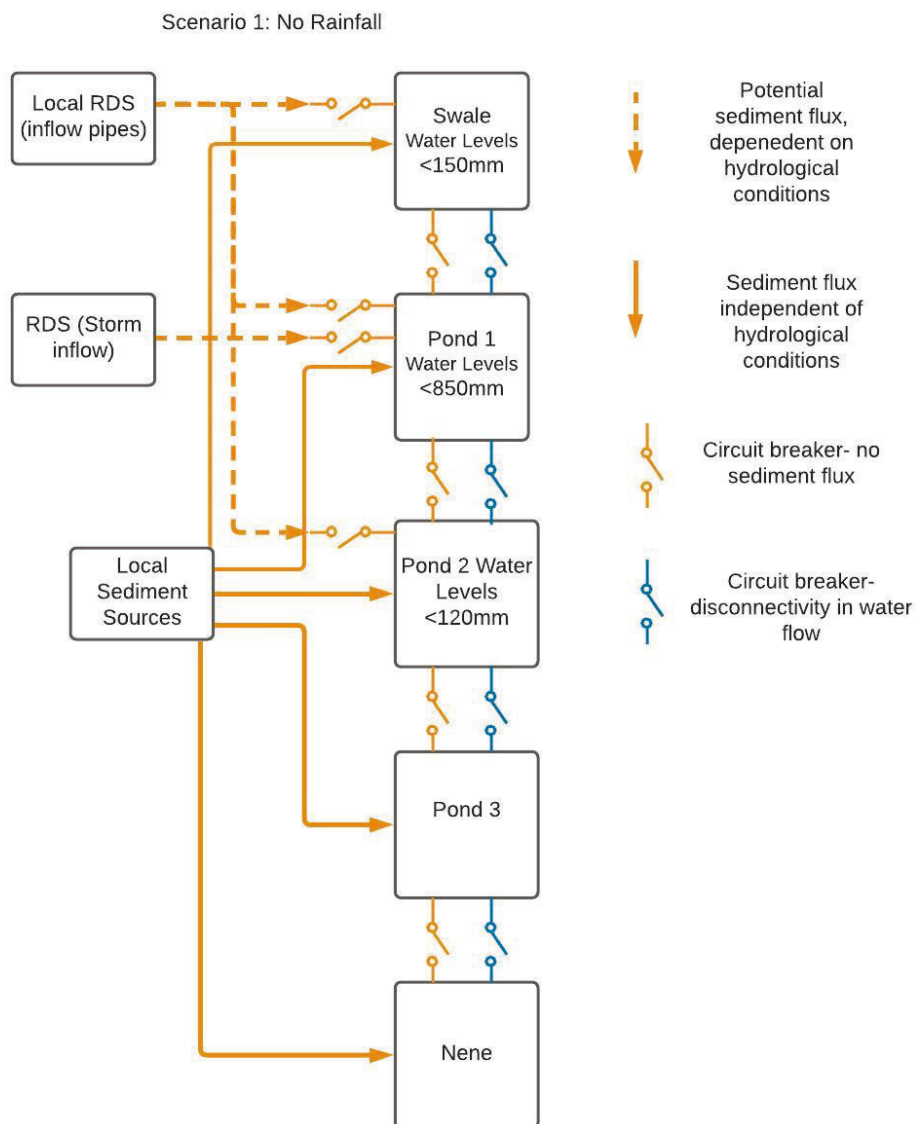 Scenario 1: No Rainfall
Local RDS
(inflow pipes)
Swale
Water Levels
<150mm
Potential
sediment flux,
depenedent on
hydrological
conditions
RDS (Storm
inflow)
Pond 1
Water Levels
<850mm
Sediment flux
independent of
hydrological
conditions
Circuit breaker- no
sediment flux
Local
Sediment
Sources
Pond 2 Water
Levels
<120mm
Circuit breaker-
disconnectivity in water
flow
Pond 3
Nene